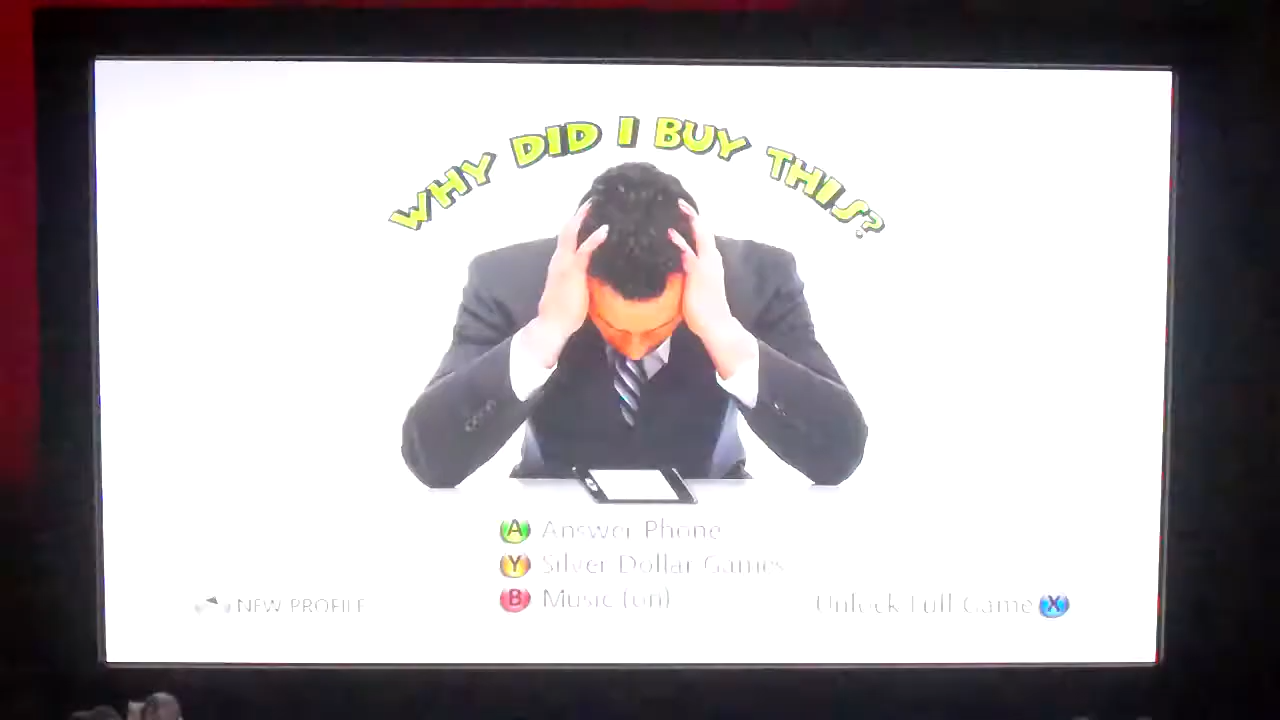 WHY DID I BUY THIS?
A Answer Phone
Y Silver Dollar Games
B Music (on)
NEW PROFILE
Unlock Full Game X